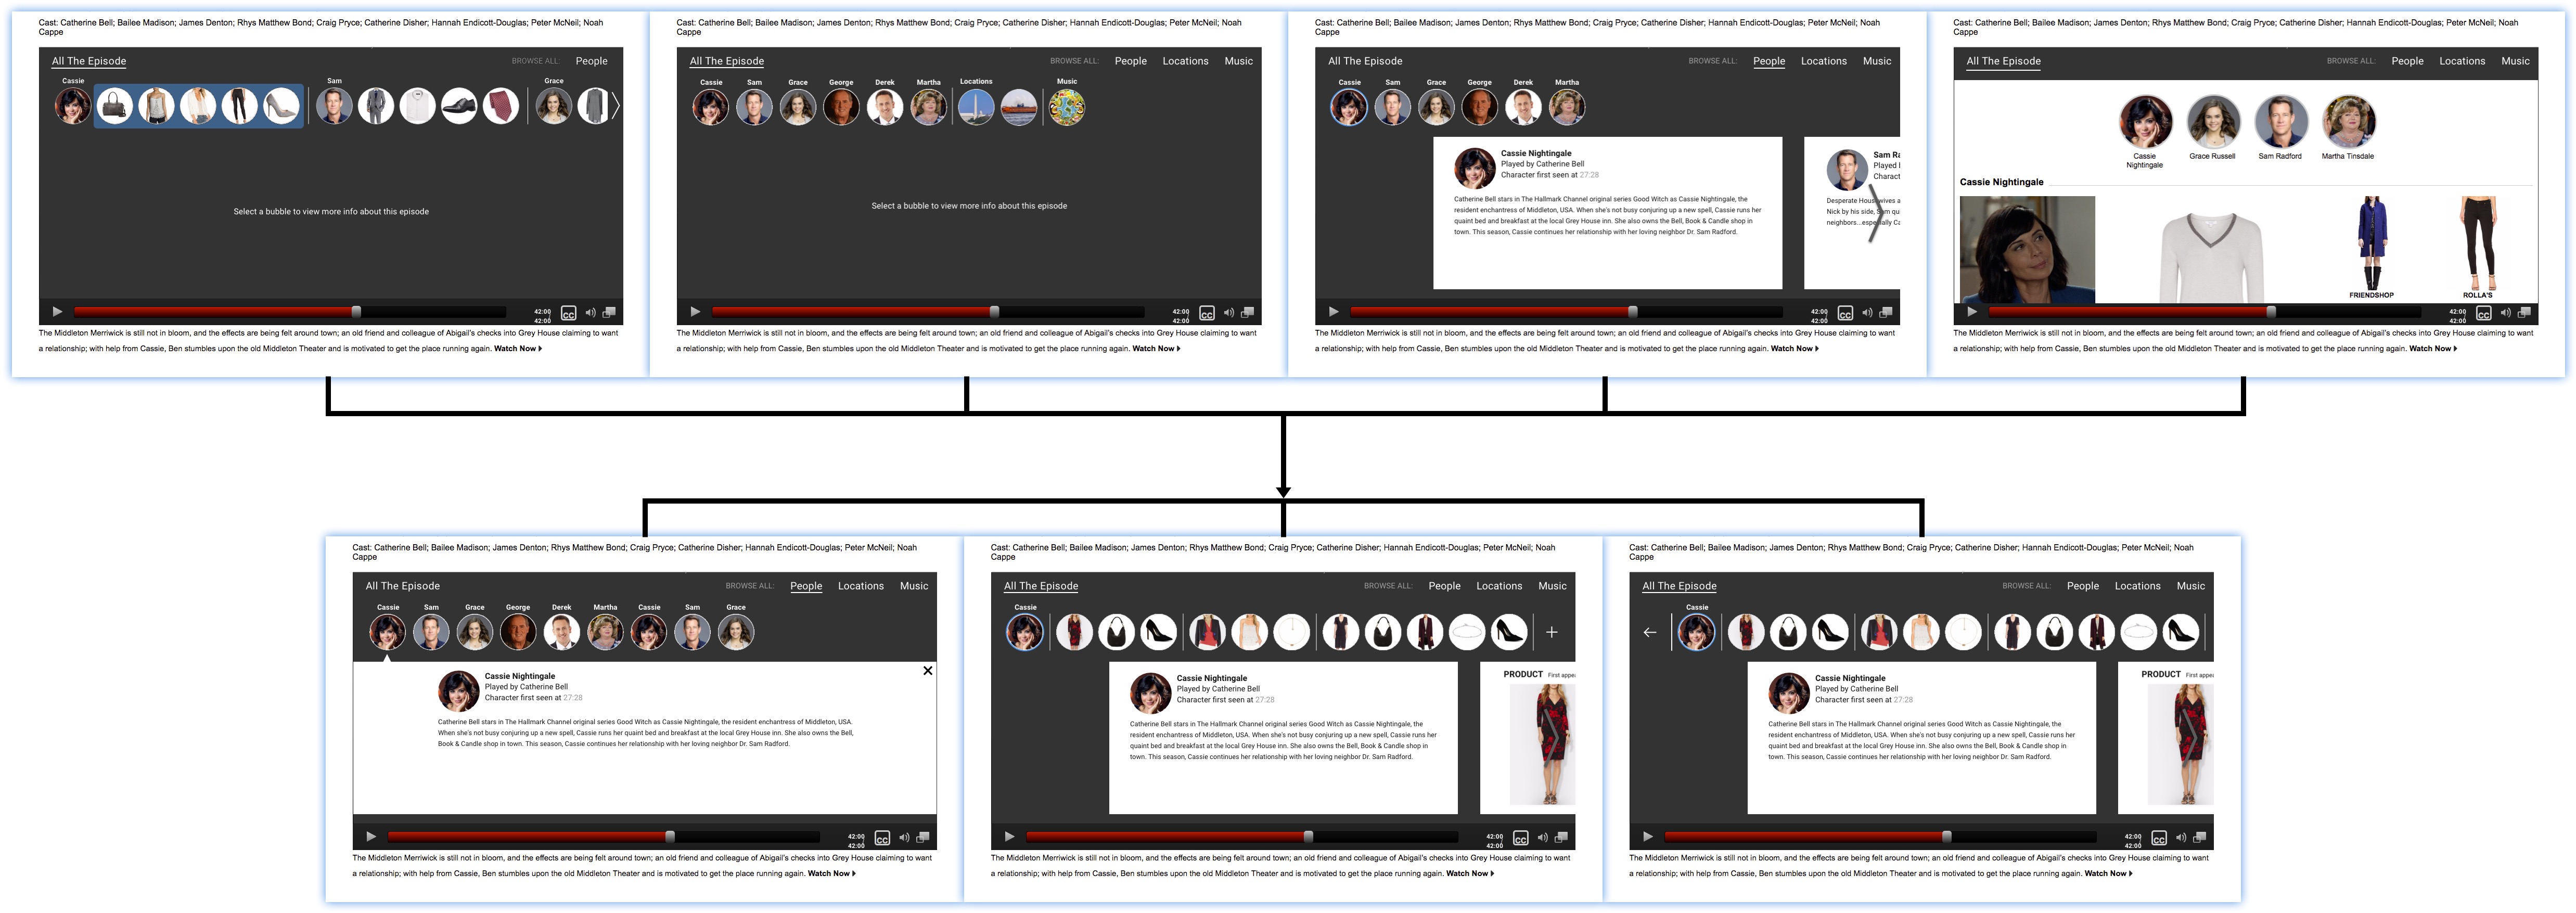 Cast: Catherine Bell; Bailee Madison; James Denton; Rhys Matthew Bond; Craig Pryce; Catherine Disher; Hannah Endicott-Douglas; Peter McNeil; Noah
Cappe
All The Episode
BROWSE ALL: People
Cassie Sam Grace
Select a bubble to view more info about this episode
42:00
CC
42:00
The Middleton Merriwick is still not in bloom, and the effects are being felt around town; an old friend and colleague of Abigail's checks into Grey House claiming to want
a relationship; with help from Cassie, Ben stumbles upon the old Middleton Theater and is motivated to get the place running again. Watch Now
Cast: Catherine Bell; Bailee Madison; James Denton; Rhys Matthew Bond; Craig Pryce; Catherine Disher; Hannah Endicott-Douglas; Peter McNeil; Noah
Cappe
All The Episode
BROWSE ALL: People Locations Music
Cassie Sam Grace George Derek Martha Locations Music
Select a bubble to view more info about this episode
42:00
CC
42:00
The Middleton Merriwick is still not in bloom, and the effects are being felt around town; an old friend and colleague of Abigail's checks into Grey House claiming to want
a relationship; with help from Cassie, Ben stumbles upon the old Middleton Theater and is motivated to get the place running again. Watch Now
Cast: Catherine Bell; Bailee Madison; James Denton; Rhys Matthew Bond; Craig Pryce; Catherine Disher; Hannah Endicott-Douglas; Peter McNeil; Noah
Cappe
All The Episode
BROWSE ALL: People Locations Music
Cassie Sam Grace George Derek Martha
Cassie Nightingale
Played by Catherine Bell
Character first seen at 27:28
Catherine Bell stars in The Hallmark Channel original series Good Witch as Cassie Nightingale, the
resident enchantress of Middleton, USA. When she's not busy conjuring up a new spell, Cassie runs her
quaint bed and breakfast at the local Grey House inn. She also owns the Bell, Book & Candle shop in
town. This season, Cassie continues her relationship with her loving neighbor Dr. Sam Radford.
Sam Ra
Played
Charact
Desperate Housewives a
Nick by his side, Sam qu
neighbors...especially Ca
42:00
CC
42:00
The Middleton Merriwick is still not in bloom, and the effects are being felt around town; an old friend and colleague of Abigail's checks into Grey House claiming to want
a relationship; with help from Cassie, Ben stumbles upon the old Middleton Theater and is motivated to get the place running again. Watch Now
Cast: Catherine Bell; Bailee Madison; James Denton; Rhys Matthew Bond; Craig Pryce; Catherine Disher; Hannah Endicott-Douglas; Peter McNeil; Noah
Cappe
All The Episode
BROWSE ALL: People Locations Music
Cassie
Nightingale
Grace Russell
Sam Radford
Martha Tinsdale
Cassie Nightingale
FRIENDSHOP
ROLLA'S
42:00
CC
42:00
The Middleton Merriwick is still not in bloom, and the effects are being felt around town; an old friend and colleague of Abigail's checks into Grey House claiming to want
a relationship; with help from Cassie, Ben stumbles upon the old Middleton Theater and is motivated to get the place running again. Watch Now
Cast: Catherine Bell; Bailee Madison; James Denton; Rhys Matthew Bond; Craig Pryce; Catherine Disher; Hannah Endicott-Douglas; Peter McNeil; Noah
Cappe
All The Episode
BROWSE ALL: People Locations Music
Cassie Sam Grace George Derek Martha Cassie Sam Grace
Cassie Nightingale
Played by Catherine Bell
Character first seen at 27:28
Catherine Bell stars in The Hallmark Channel original series Good Witch as Cassie Nightingale, the resident enchantress of Middleton, USA.
When she's not busy conjuring up a new spell, Cassie runs her quaint bed and breakfast at the local Grey House inn. She also owns the Bell,
Book & Candle shop in town. This season, Cassie continues her relationship with her loving neighbor Dr. Sam Radford.
42:00
CC
42:00
The Middleton Merriwick is still not in bloom, and the effects are being felt around town; an old friend and colleague of Abigail's checks into Grey House claiming to want
a relationship; with help from Cassie, Ben stumbles upon the old Middleton Theater and is motivated to get the place running again. Watch Now
Cast: Catherine Bell; Bailee Madison; James Denton; Rhys Matthew Bond; Craig Pryce; Catherine Disher; Hannah Endicott-Douglas; Peter McNeil; Noah
Cappe
All The Episode
BROWSE ALL: People Locations Music
Cassie
Cassie Nightingale
Played by Catherine Bell
Character first seen at 27:28
Catherine Bell stars in The Hallmark Channel original series Good Witch as Cassie Nightingale, the
resident enchantress of Middleton, USA. When she's not busy conjuring up a new spell, Cassie runs her
quaint bed and breakfast at the local Grey House inn. She also owns the Bell, Book & Candle shop in
town. This season, Cassie continues her relationship with her loving neighbor Dr. Sam Radford.
PRODUCT First appea
42:00
CC
42:00
The Middleton Merriwick is still not in bloom, and the effects are being felt around town; an old friend and colleague of Abigail's checks into Grey House claiming to want
a relationship; with help from Cassie, Ben stumbles upon the old Middleton Theater and is motivated to get the place running again. Watch Now
Cast: Catherine Bell; Bailee Madison; James Denton; Rhys Matthew Bond; Craig Pryce; Catherine Disher; Hannah Endicott-Douglas; Peter McNeil; Noah
Cappe
All The Episode
BROWSE ALL: People Locations Music
Cassie
Cassie Nightingale
Played by Catherine Bell
Character first seen at 27:28
Catherine Bell stars in The Hallmark Channel original series Good Witch as Cassie Nightingale, the
resident enchantress of Middleton, USA. When she's not busy conjuring up a new spell, Cassie runs her
quaint bed and breakfast at the local Grey House inn. She also owns the Bell, Book & Candle shop in
town. This season, Cassie continues her relationship with her loving neighbor Dr. Sam Radford.
PRODUCT First appea
42:00
CC
42:00
The Middleton Merriwick is still not in bloom, and the effects are being felt around town; an old friend and colleague of Abigail's checks into Grey House claiming to want
a relationship; with help from Cassie, Ben stumbles upon the old Middleton Theater and is motivated to get the place running again. Watch Now